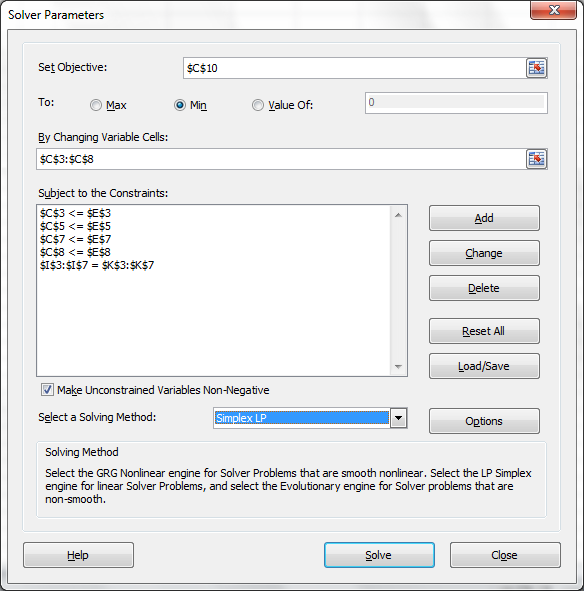 Solver Parameters
Set Objective: $C$10
To: Max Min Value Of: 0
By Changing Variable Cells:
$C$3:$C$8
Subject to the Constraints:
$C$3 <= $E$3
$C$5 <= $E$5
$C$7 <= $E$7
$C$8 <= $E$8
$I$3:$I$7 = $K$3:$K$7
Add
Change
Delete
Reset All
Load/Save
Make Unconstrained Variables Non-Negative
Select a Solving Method: Simplex LP Options
Solving Method
Select the GRG Nonlinear engine for Solver Problems that are smooth nonlinear. Select the LP Simplex
engine for linear Solver Problems, and select the Evolutionary engine for Solver problems that are
non-smooth.
Help Solve Close